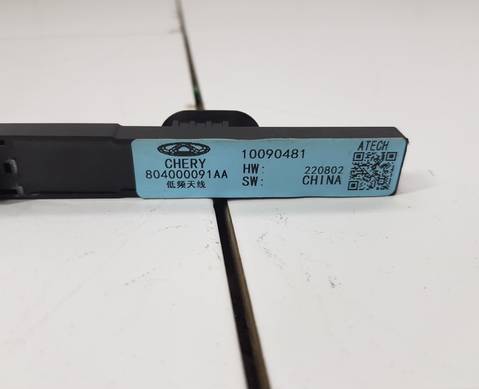 CHERY
804000091AA
低频天线
10090481
HW:
SW:
220802
CHINA
ATECH